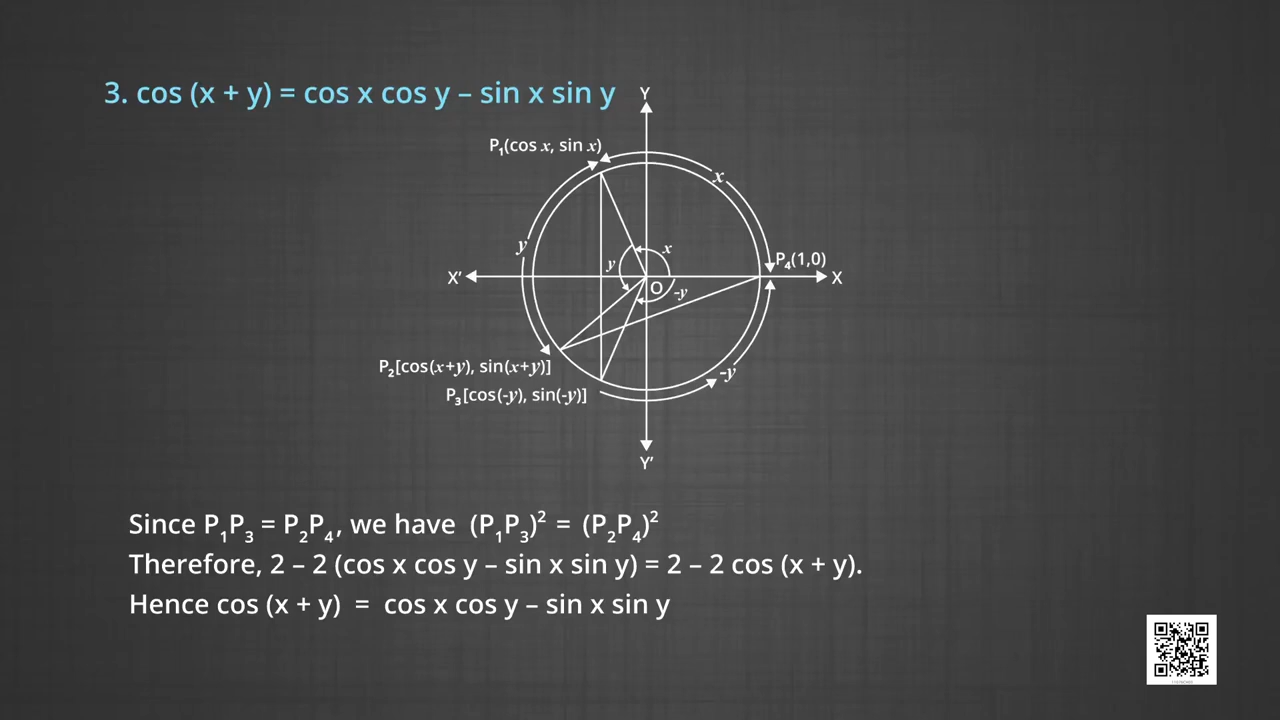 3. cos (x + y) = cos x cos y – sin x sin y
Y
P₁(cos x, sin x)
x
y
x
y
P₄(1,0)
X'
X
O
-y
P₂[cos(x+y), sin(x+y)]
-y
P₃[cos(-y), sin(-y)]
Y'
Since P₁P₃ = P₂P₄, we have (P₁P₃)² = (P₂P₄)²
Therefore, 2 – 2 (cos x cos y – sin x sin y) = 2 – 2 cos (x + y).
Hence cos (x + y) = cos x cos y – sin x sin y